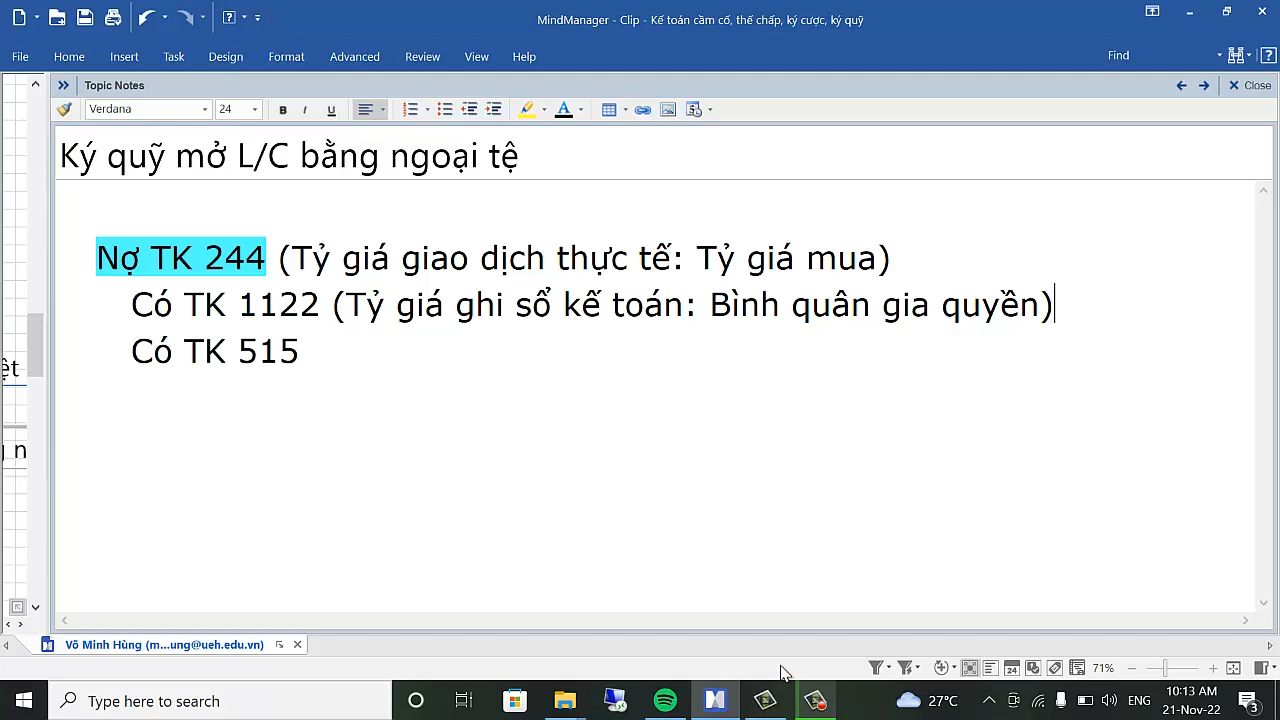 MindManager - Clip - Kế toán cầm cố, thế chấp, ký cược, ký quỹ
File Home Insert Task Design Format Advanced Review View Help Find
Topic Notes Close
Verdana 24 B I U
Ký quỹ mở L/C bằng ngoại tệ
Nợ TK 244 (Tỷ giá giao dịch thực tế: Tỷ giá mua)
Có TK 1122 (Tỷ giá ghi sổ kế toán: Bình quân gia quyền)
Có TK 515
ệt
Võ Minh Hùng (m...ung@ueh.edu.vn)
24 71%
Type here to search
27°C ENG
10:13 AM
21-Nov-22
3